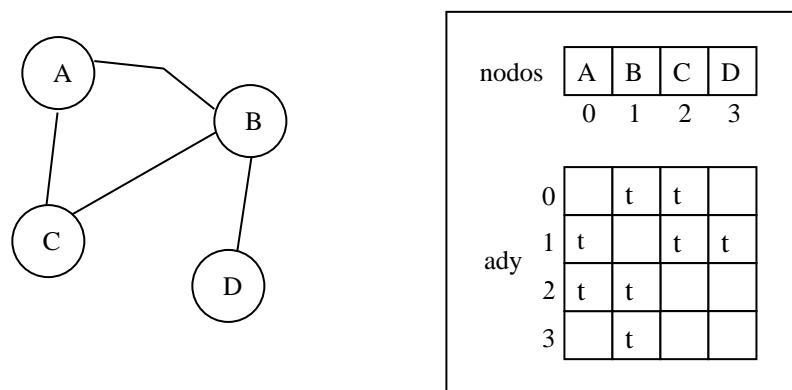 A
B
C
D
nodos A B C D
0 1 2 3
ady
0 t t
1 t t t
2 t t
3 t